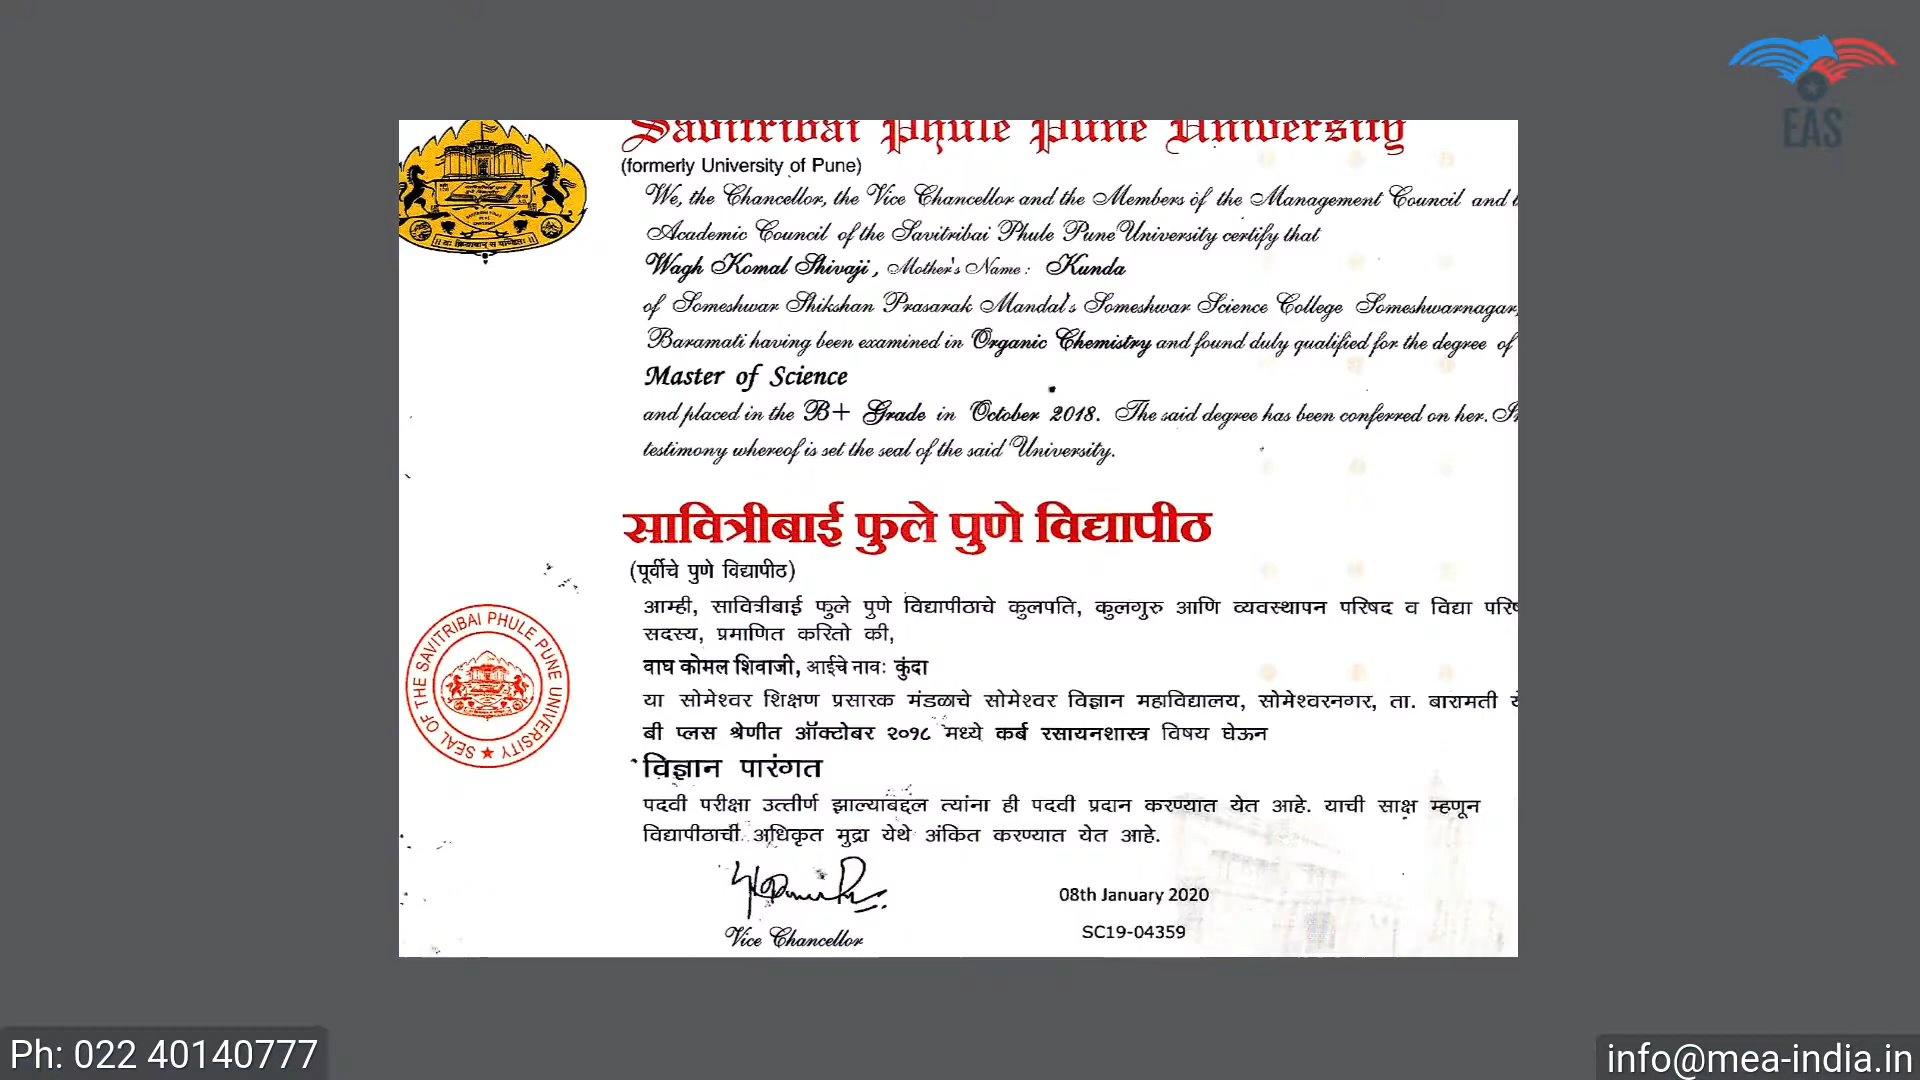 EAS
Savitribai Phule Pune University
(formerly University of Pune)
We, the Chancellor, the Vice Chancellor and the Members of the Management Council and
Academic Council of the Savitribai Phule Pune University certify that
Wagh Komal Shivaji, Mother's Name: Kunda
of Someshwar Shikshan Prasarak Mandal's Someshwar Science College Someshwarnagar,
Baramati having been examined in Organic Chemistry and found duly qualified for the degree of
Master of Science
and placed in the B+ Grade in October 2018. The said degree has been conferred on her. In
testimony whereof is set the seal of the said University.
सावित्रीबाई फुले पुणे विद्यापीठ
(पूर्वीचे पुणे विद्यापीठ)
आम्ही, सावित्रीबाई फुले पुणे विद्यापीठाचे कुलपति, कुलगुरु आणि व्यवस्थापन परिषद व विद्या
सदस्य, प्रमाणित करितो की,
वाघ कोमल शिवाजी, आईचे नावः कुंदा
या सोमेश्वर शिक्षण प्रसारक मंडळाचे सोमेश्वर विज्ञान महाविद्यालय, सोमेश्वरनगर, ता. बारामती
बी प्लस श्रेणीत ऑक्टोबर २०१८ मध्ये कर्ब रसायनशास्त्र विषय घेऊन
विज्ञान पारंगत
पदवी परीक्षा उत्तीर्ण झाल्याबद्दल त्यांना ही पदवी प्रदान करण्यात येत आहे. याची साक्ष म्हणून
विद्यापीठाची अधिकृत मुद्रा येथे अंकित करण्यात येत आहे.
SEAL OF THE SAVITRIBAI PHULE PUNE UNIVERSITY
Vice Chancellor
08th January 2020
SC19-04359
Ph: 022 40140777
info@mea-india.in